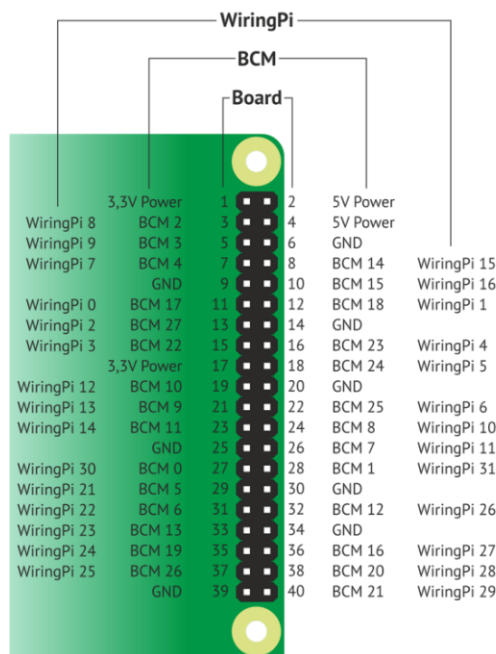 WiringPi
BCM
Board
3,3V Power 1 2 5V Power
WiringPi 8 BCM 2 3 4 5V Power
WiringPi 9 BCM 3 5 6 GND
WiringPi 7 BCM 4 7 8 BCM 14 WiringPi 15
GND 9 10 BCM 15 WiringPi 16
WiringPi 0 BCM 17 11 12 BCM 18 WiringPi 1
WiringPi 2 BCM 27 13 14 GND
WiringPi 3 BCM 22 15 16 BCM 23 WiringPi 4
3,3V Power 17 18 BCM 24 WiringPi 5
WiringPi 12 BCM 10 19 20 GND
WiringPi 13 BCM 9 21 22 BCM 25 WiringPi 6
WiringPi 14 BCM 11 23 24 BCM 8 WiringPi 10
GND 25 26 BCM 7 WiringPi 11
WiringPi 30 BCM 0 27 28 BCM 1 WiringPi 31
WiringPi 21 BCM 5 29 30 GND
WiringPi 22 BCM 6 31 32 BCM 12 WiringPi 26
WiringPi 23 BCM 13 33 34 GND
WiringPi 24 BCM 19 35 36 BCM 16 WiringPi 27
WiringPi 25 BCM 26 37 38 BCM 20 WiringPi 28
GND 39 40 BCM 21 WiringPi 29